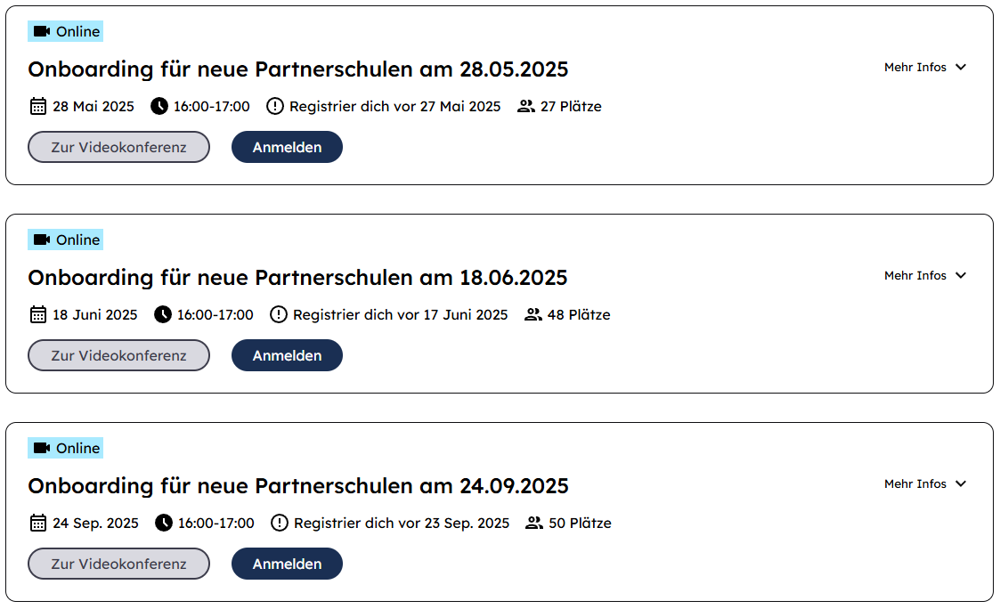 Online
Onboarding für neue Partnerschulen am 28.05.2025
Mehr Infos
28 Mai 2025 16:00-17:00 Registrier dich vor 27 Mai 2025 27 Plätze
Zur Videokonferenz Anmelden
Online
Onboarding für neue Partnerschulen am 18.06.2025
Mehr Infos
18 Juni 2025 16:00-17:00 Registrier dich vor 17 Juni 2025 48 Plätze
Zur Videokonferenz Anmelden
Online
Onboarding für neue Partnerschulen am 24.09.2025
Mehr Infos
24 Sep. 2025 16:00-17:00 Registrier dich vor 23 Sep. 2025 50 Plätze
Zur Videokonferenz Anmelden